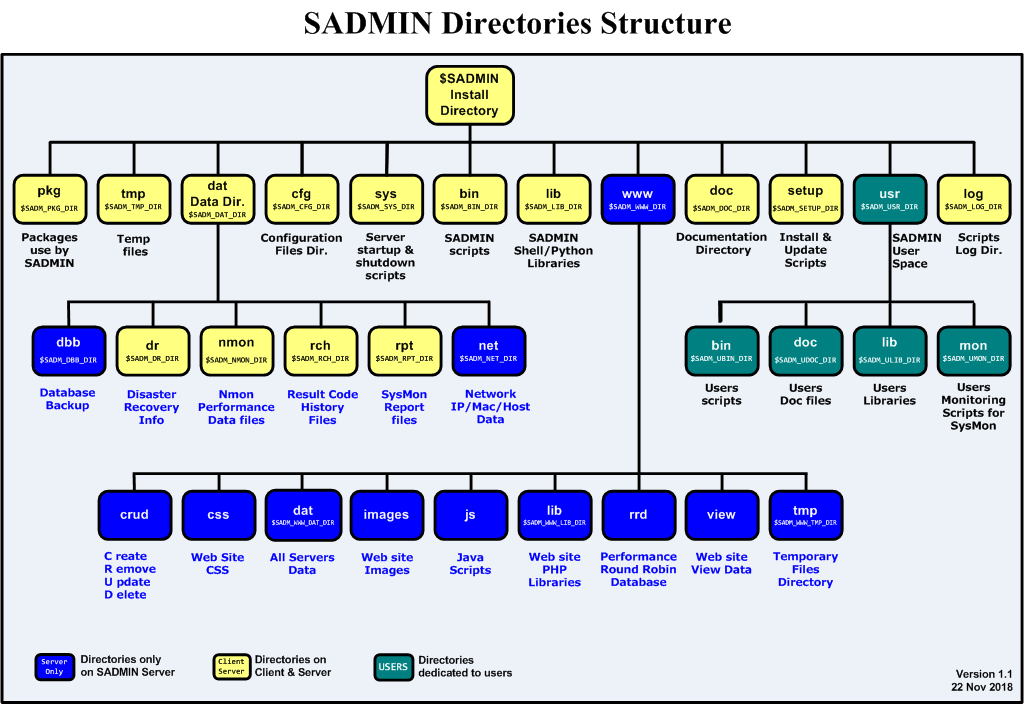 SADMIN Directories Structure
$SADMIN
Install
Directory
pkg
$SADM_PKG_DIR
tmp
$SADM_TMP_DIR
dat
Data Dir.
$SADM_DAT_DIR
cfg
$SADM_CFG_DIR
sys
$SADM_SYS_DIR
bin
$SADM_BIN_DIR
lib
$SADM_LIB_DIR
www
$SADM_WWW_DIR
doc
$SADM_DOC_DIR
setup
$SADM_SETUP_DIR
usr
$SADM_USR_DIR
log
$SADM_LOG_DIR
Packages
use by
SADMIN
Temp
files
Configuration
Files Dir.
Server
startup &
shutdown
scripts
SADMIN
scripts
SADMIN
Shell/Python
Libraries
Documentation
Directory
Install &
Update
Scripts
SADMIN
User
Space
Scripts
Log Dir.
dbb
$SADM_DBB_DIR
dr
$SADM_DR_DIR
nmon
$SADM_NMON_DIR
rch
$SADM_RCH_DIR
rpt
$SADM_RPT_DIR
net
$SADM_NET_DIR
bin
$SADM_UBIN_DIR
doc
$SADM_UDOC_DIR
lib
$SADM_ULIB_DIR
mon
$SADM_UMON_DIR
Database
Backup
Disaster
Recovery
Info
Nmon
Performance
Data files
Result Code
History
Files
SysMon
Report
files
Network
IP/Mac/Host
Data
Users
scripts
Users
Doc files
Users
Libraries
Users
Monitoring
Scripts for
SysMon
crud
css
dat
$SADM_WWW_DAT_DIR
images
js
lib
$SADM_WWW_LIB_DIR
rrd
view
tmp
$SADM_WWW_TMP_DIR
C reate
R emove
U pdate
D elete
Web Site
CSS
All Servers
Data
Web site
Images
Java
Scripts
Web site
PHP
Libraries
Performance
Round Robin
Database
Web site
View Data
Temporary
Files
Directory
Server
Only
Directories only
on SADMIN Server
Client
Server
Directories on
Client & Server
USERS
Directories
dedicated to users
Version 1.1
22 Nov 2018